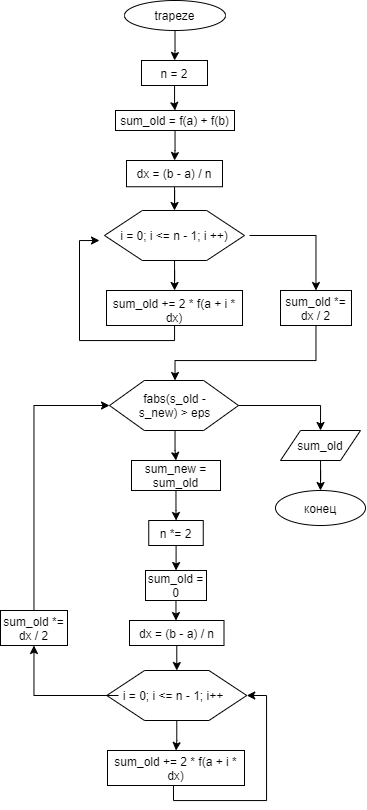 trapeze
n = 2
sum_old = f(a) + f(b)
dx = (b - a) / n
i = 0; i <= n - 1; i ++)
sum_old += 2 * f(a + i *
dx)
sum_old *=
dx / 2
fabs(s_old -
s_new) > eps
sum_old
sum_new =
sum_old
конец
n *= 2
sum_old =
0
sum_old *=
dx / 2
dx = (b - a) / n
i = 0; i <= n - 1; i++
sum_old += 2 * f(a + i *
dx)